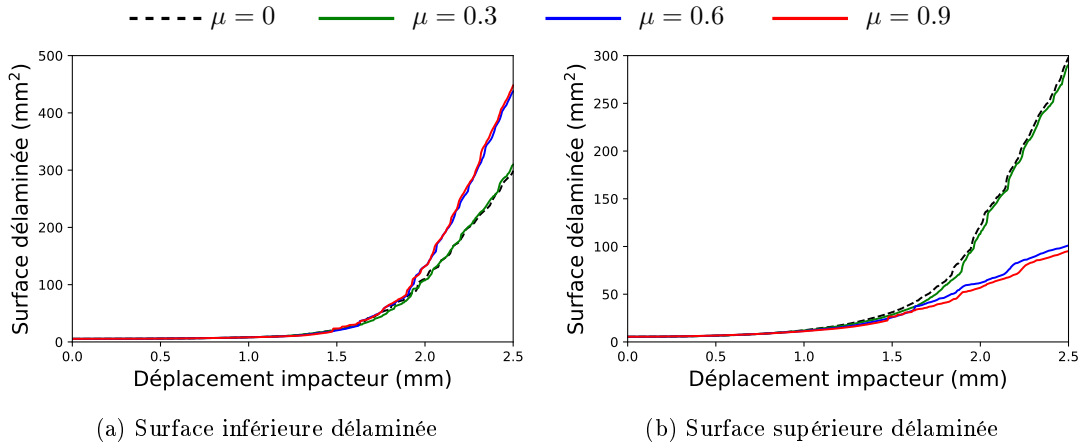 μ = 0 μ = 0.3 μ = 0.6 μ = 0.9
Surface délaminée (mm²)
500
400
300
200
100
0
0.0 0.5 1.0 1.5 2.0 2.5
Déplacement impacteur (mm)
(a) Surface inférieure délaminée
Surface délaminée (mm²)
300
250
200
150
100
50
0
0.0 0.5 1.0 1.5 2.0 2.5
Déplacement impacteur (mm)
(b) Surface supérieure délaminée